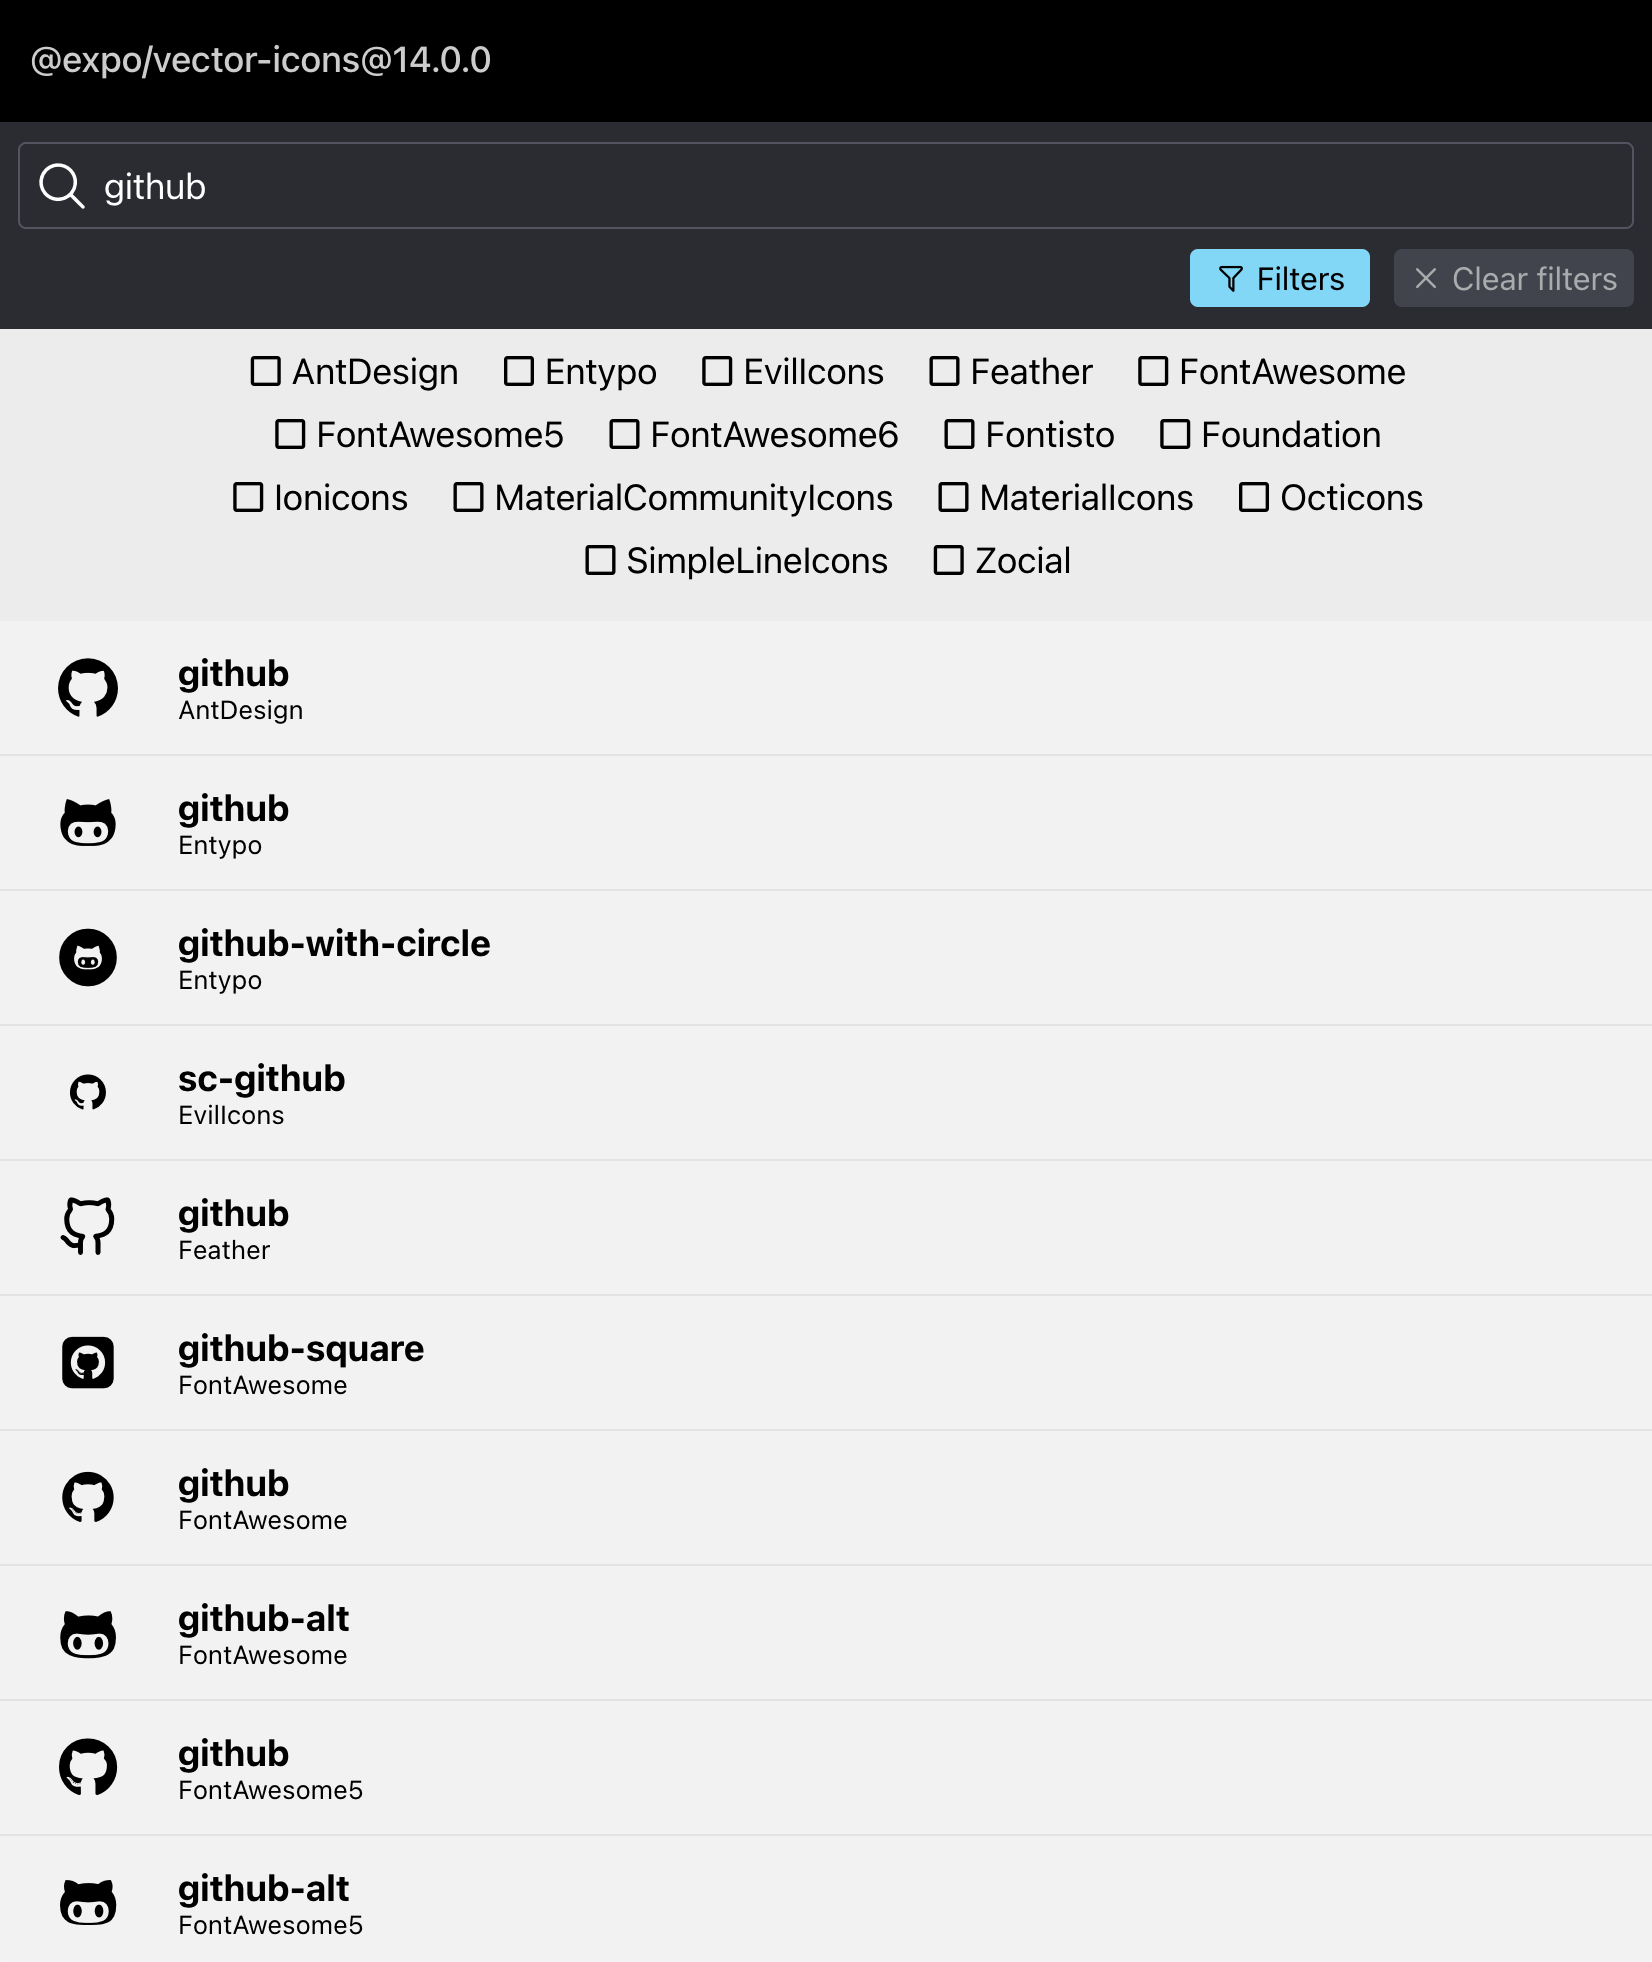 @expo/vector-icons@14.0.0
github
Filters Clear filters
AntDesign Entypo EvilIcons Feather FontAwesome
FontAwesome5 FontAwesome6 Fontisto Foundation
Ionicons MaterialCommunityIcons MaterialIcons Octicons
SimpleLineIcons Zocial
github
AntDesign
github
Entypo
github-with-circle
Entypo
sc-github
EvilIcons
github
Feather
github-square
FontAwesome
github
FontAwesome
github-alt
FontAwesome
github
FontAwesome5
github-alt
FontAwesome5